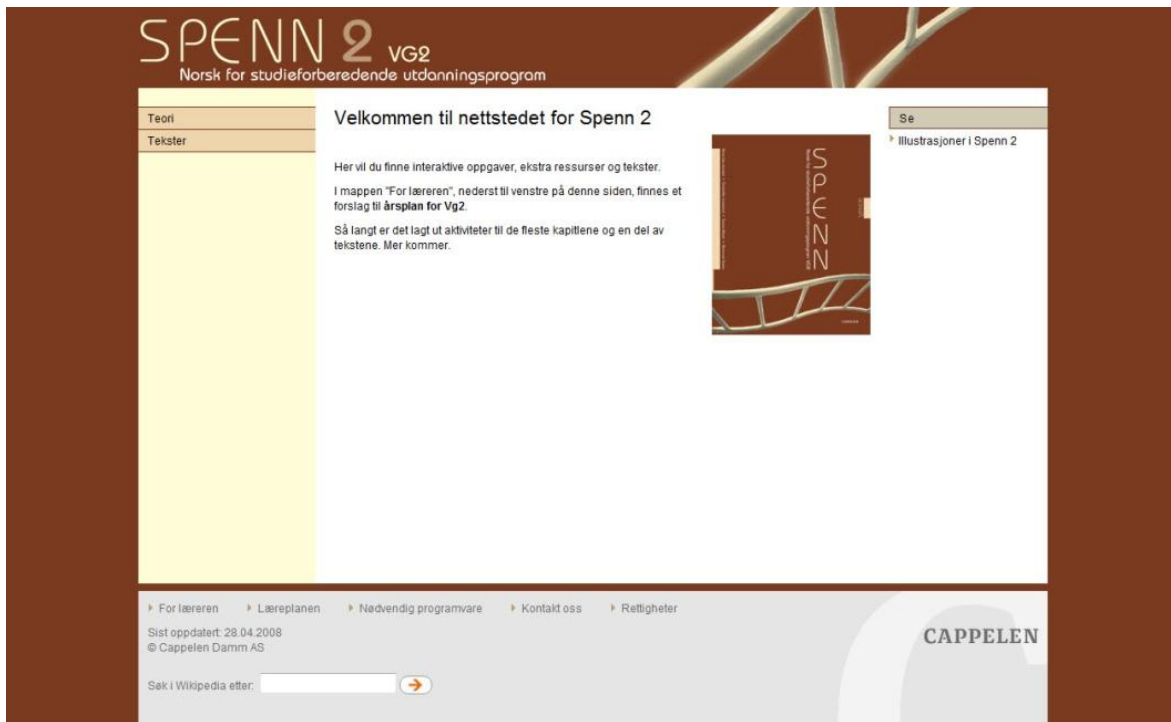 SPENN 2 VG2
Norsk for studieforberedende utdanningsprogram
Teori
Tekster
Velkommen til nettstedet for Spenn 2
Her vil du finne interaktive oppgaver, ekstra ressurser og tekster.
I mappen "For læreren", nederst til venstre på denne siden, finnes et
forslag til årsplan for Vg2.
Så langt er det lagt ut aktiviteter til de fleste kapitlene og en del av
tekstene. Mer kommer.
SPENN
CAPPELEN
Se
Illustrasjoner i Spenn 2
For læreren
Læreplanen
Nødvendig programvare
Kontakt oss
Rettigheter
Sist oppdatert: 28.04.2008
© Cappelen Damm AS
CAPPELEN
Søk i Wikipedia etter: